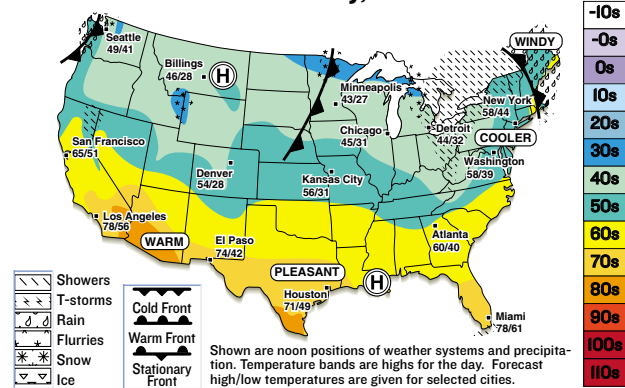 WINDY
Seattle
49/41
Billings
46/28
H
Minneapolis
43/27
New York
58/44
Chicago
45/31
Detroit
44/32
COOLER
San Francisco
65/51
Washington
58/39
Denver
54/28
Kansas City
56/31
Los Angeles
78/56
WARM
El Paso
74/42
Atlanta
60/40
PLEASANT
H
Houston
71/49
Miami
78/61
Showers
T-storms
Rain
Flurries
Snow
Ice
Cold Front
Warm Front
Stationary
Front
Shown are noon positions of weather systems and precipita-
tion. Temperature bands are highs for the day.  Forecast
high/low temperatures are given for selected cities.
-10s
-0s
0s
10s
20s
30s
40s
50s
60s
70s
80s
90s
100s
110s